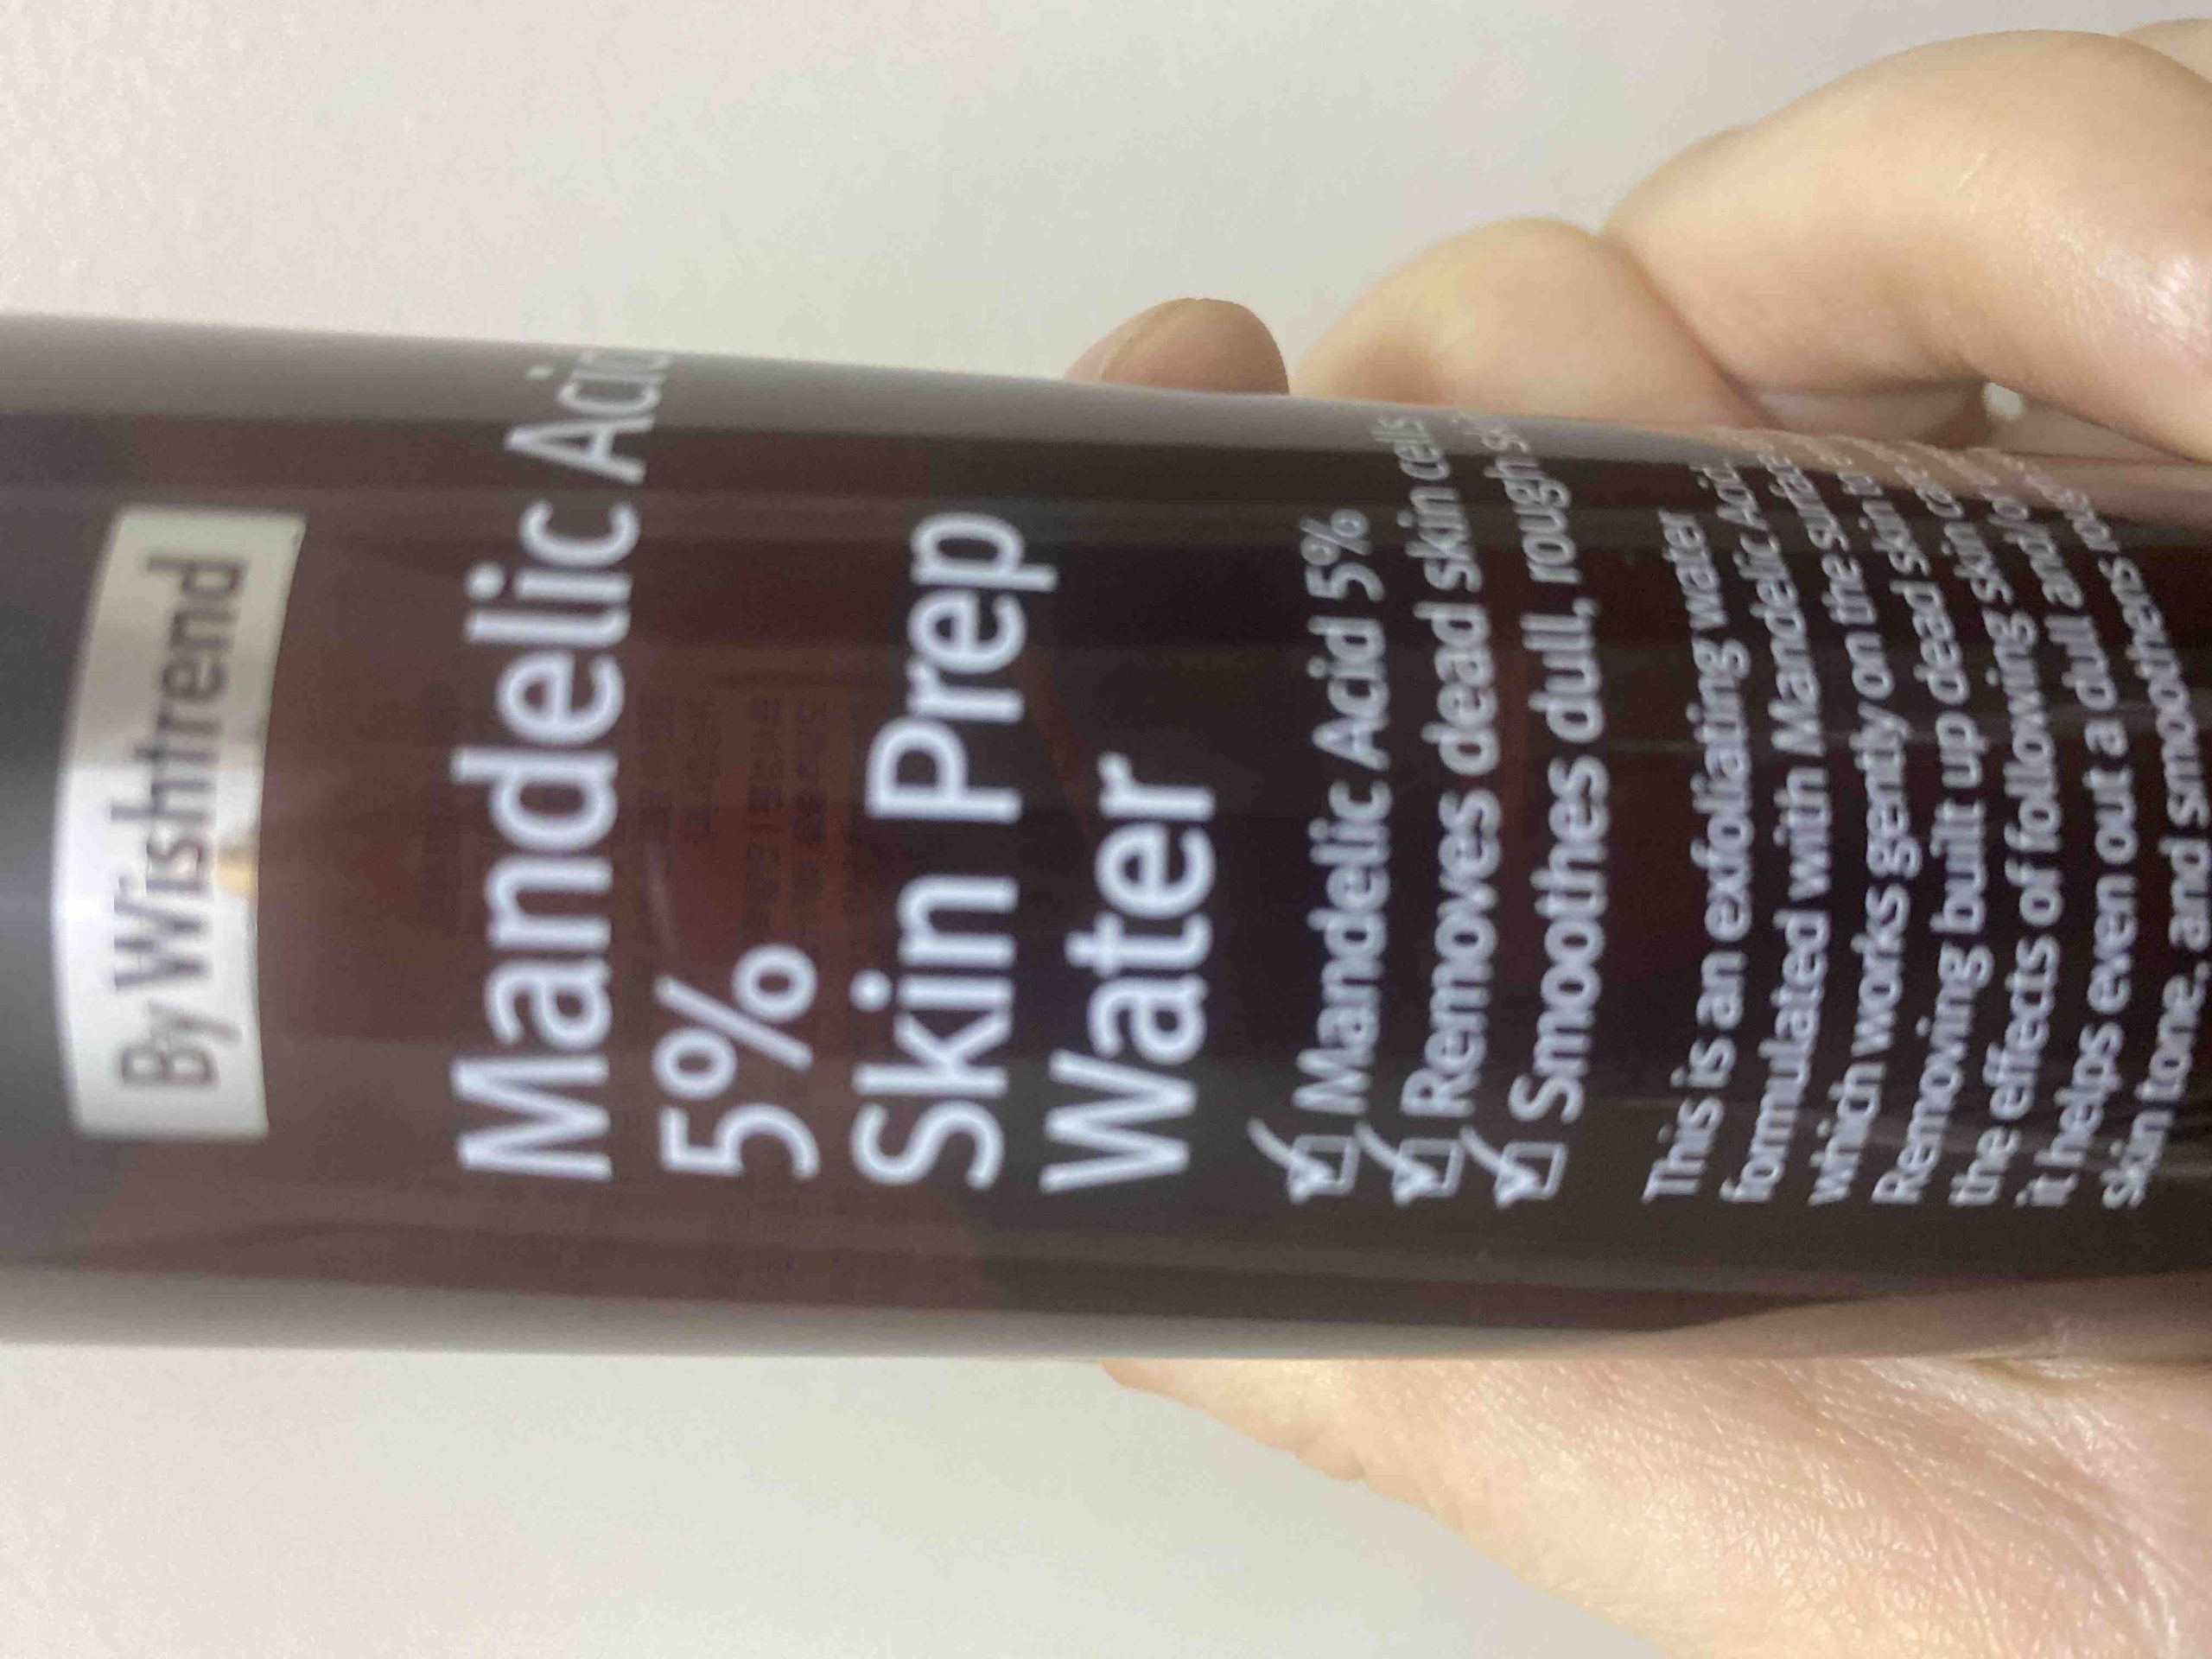 By Wishtrend
Mandelic Acid
5%
Skin Prep
Water
Mandelic Acid 5%
Removes dead skin cells
Smoothes dull, rough skin
This is an exfoliating water
formulated with Mandelic Acid,
which works gently on the surface.
Removing built up dead skin
the effects of following
it helps even out a dull and
skin tone, and smoothens